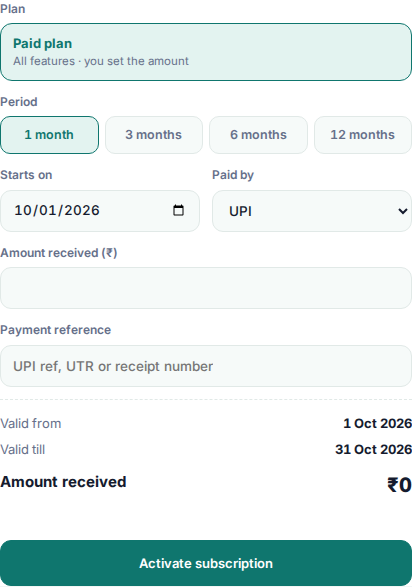 Plan
Paid plan
All features · you set the amount
Period
1 month 3 months 6 months 12 months
Starts on Paid by
10/01/2026 UPI
Amount received (₹)
Payment reference
UPI ref, UTR or receipt number
Valid from 1 Oct 2026
Valid till 31 Oct 2026
Amount received ₹0
Activate subscription